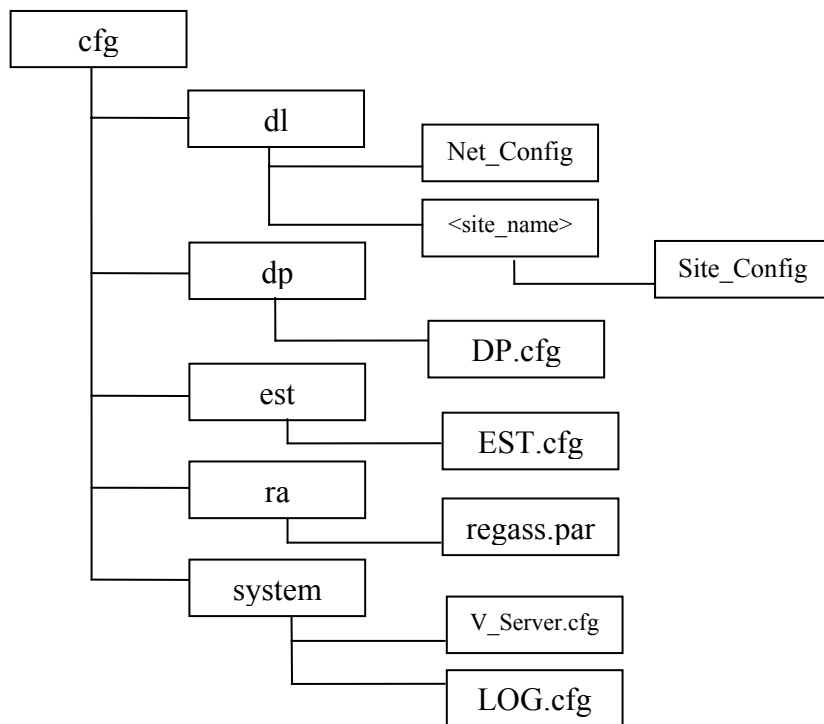 cfg
dl
Net_Config
<site_name>
Site_Config
dp
DP.cfg
est
EST.cfg
ra
regass.par
system
V_Server.cfg
LOG.cfg